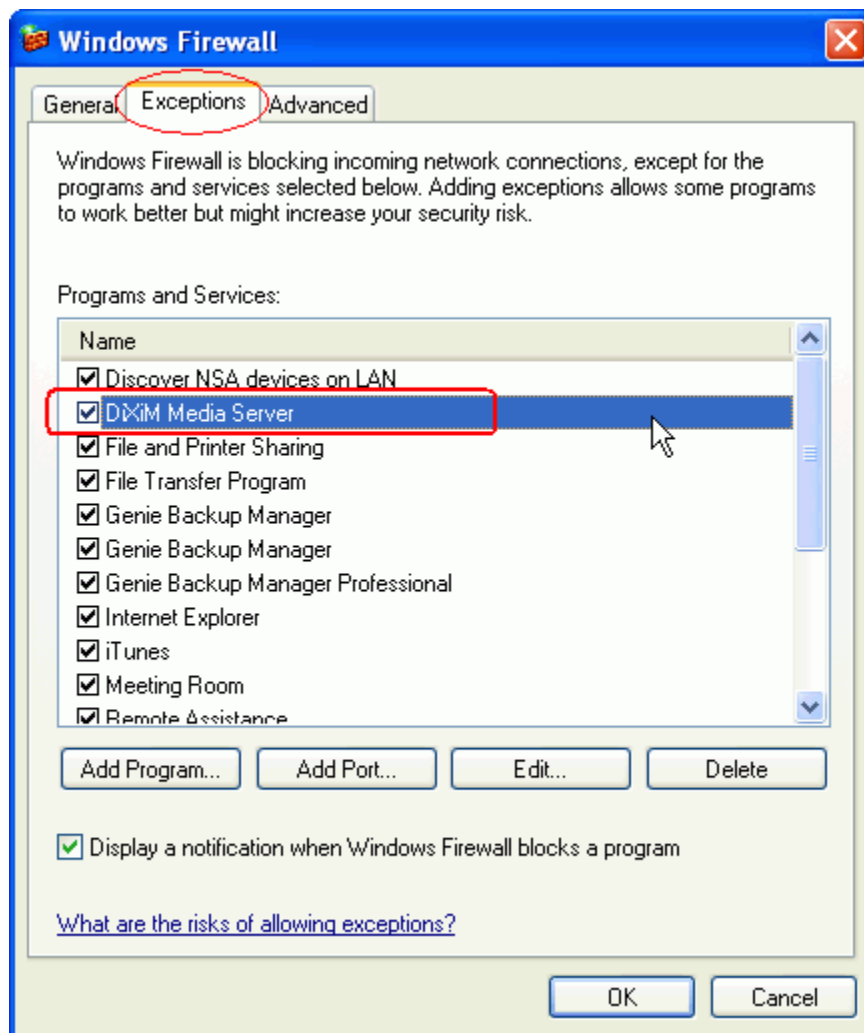 Windows Firewall
General Exceptions Advanced
Windows Firewall is blocking incoming network connections, except for the
programs and services selected below. Adding exceptions allows some programs
to work better but might increase your security risk.
Programs and Services:
Name
Discover NSA devices on LAN
DiXiM Media Server
File and Printer Sharing
File Transfer Program
Genie Backup Manager
Genie Backup Manager
Genie Backup Manager Professional
Internet Explorer
iTunes
Meeting Room
Remote Assistance
Add Program... Add Port... Edit... Delete
Display a notification when Windows Firewall blocks a program
What are the risks of allowing exceptions?
OK Cancel